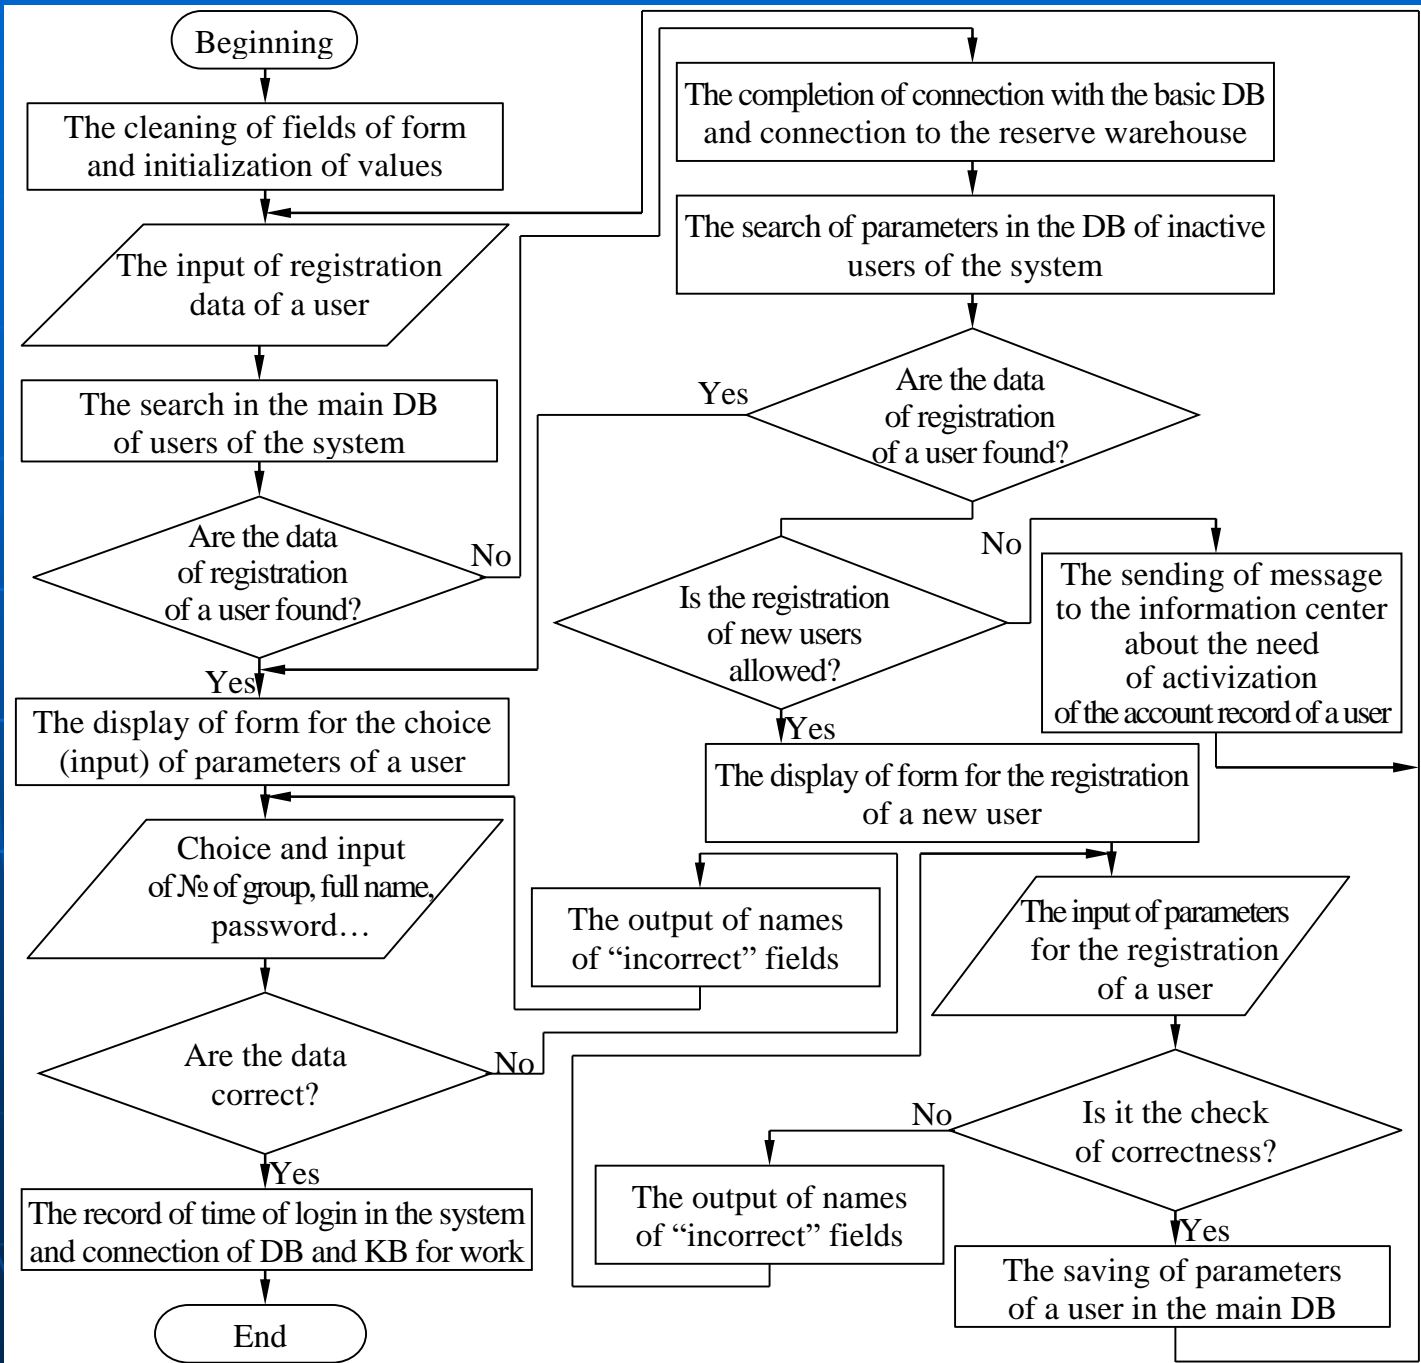 Beginning
The cleaning of fields of form
and initialization of values
The input of registration
data of a user
The search in the main DB
of users of the system
Are the data
of registration
of a user found?
No
Yes
The display of form for the choice
(input) of parameters of a user
Choice and input
of № of group, full name,
password…
Are the data
correct?
No
Yes
The record of time of login in the system
and connection of DB and KB for work
End
The completion of connection with the basic DB
and connection to the reserve warehouse
The search of parameters in the DB of inactive
users of the system
Yes
Are the data
of registration
of a user found?
Is the registration
of new users
allowed?
No
The sending of message
to the information center
about the need
of activization
of the account record of a user
Yes
The display of form for the registration
of a new user
The output of names
of “incorrect” fields
The input of parameters
for the registration
of a user
Is it the check
of correctness?
No
The output of names
of “incorrect” fields
Yes
The saving of parameters
of a user in the main DB